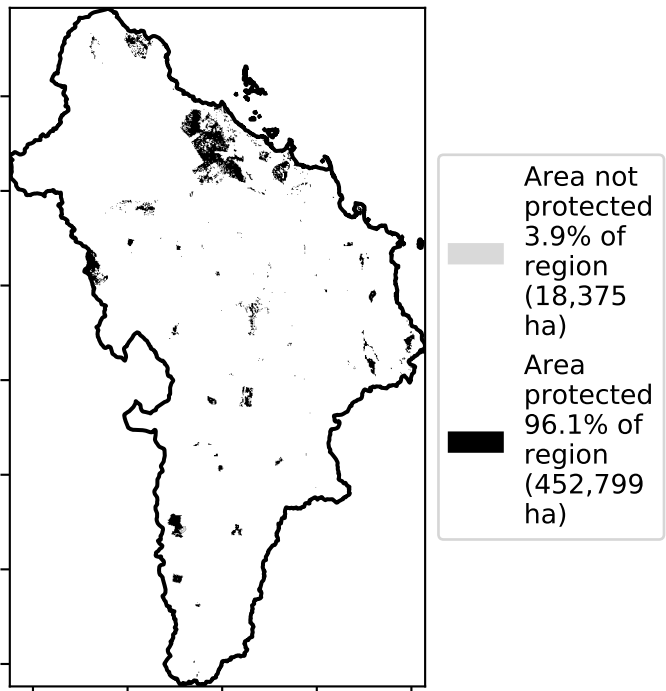 Area not
protected
3.9% of
region
(18,375
ha)
Area
protected
96.1% of
region
(452,799
ha)